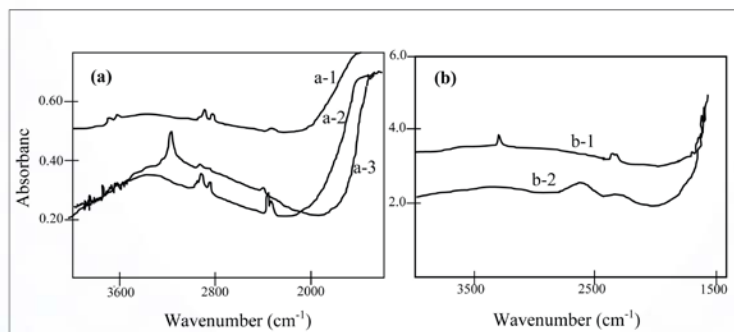 (a)
a-1
a-2
a-3
0.60
0.40
0.20
Absorbanc
3600
2800
2000
Wavenumber (cm⁻¹)
(b)
6.0
4.0
2.0
b-1
b-2
3500
2500
1500
Wavenumber (cm⁻¹)